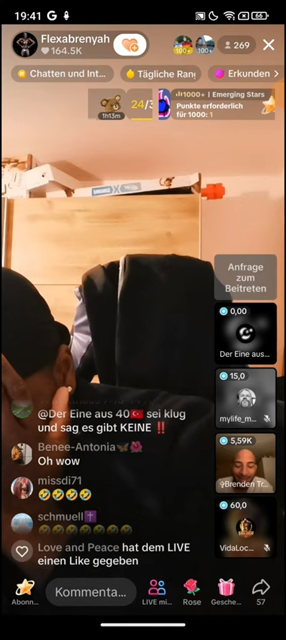 19:41 G
66
Flexabrenyah
164.5K
100+
100+
269
Chatten und Int...
Tägliche Rang
Erkunden >
1h13m
24/3
1000+ | Emerging Stars
Punkte erforderlich
für 1000: 1
Anfrage
zum
Beitreten
0,00
Der Eine aus...
15,0
mylife_m...
5,59K
Brenden Tr...
60,0
VidaLoc...
@Der Eine aus 40🇹🇷 sei klug
und sag es gibt KEINE ‼️
Benee-Antonia🦋🌺
Oh wow
missdi71
🤣🤣🤣🤣
schmuell✝️
🤣🤣🤣🤣🤣🤣🤣
Love and Peace hat dem LIVE
einen Like gegeben
Abonn...
Kommenta...
LIVE mi...
Rose
Gesche...
57